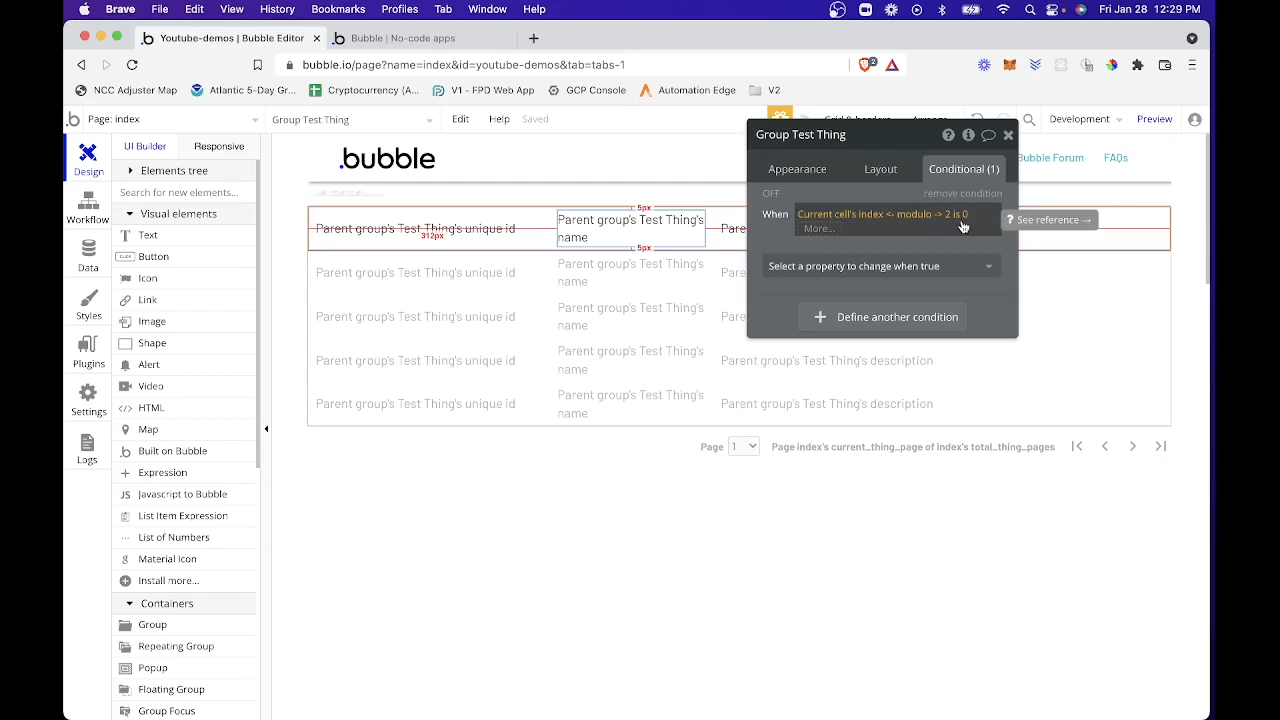 Brave File Edit View History Bookmarks Profiles Tab Window Help Fri Jan 28 12:29 PM
Youtube-demos | Bubble Editor Bubble | No-code apps
bubble.io/page?name=index&id=youtube-demos&tab=tabs-1
NCC Adjuster Map Atlantic 5-Day Gr... Cryptocurrency (A... V1 - FPD Web App GCP Console Automation Edge V2
Page: index Group Test Thing Edit Help Saved Development Preview
Design
Workflow
Data
Styles
Plugins
Settings
Logs
UI Builder Responsive
Elements tree
Search for new elements...
Visual elements
Text
Button
Icon
Link
Image
Shape
Alert
Video
HTML
Map
Built on Bubble
Expression
Javascript to Bubble
List Item Expression
List of Numbers
Material Icon
Install more...
Containers
Group
Repeating Group
Popup
Floating Group
Group Focus
.bubble Bubble Forum FAQs
5px
Parent group's Test Thing's unique id Parent group's Test Thing's name
312px
5px
Parent group's Test Thing's unique id Parent group's Test Thing's name
Parent group's Test Thing's unique id Parent group's Test Thing's name
Parent group's Test Thing's unique id Parent group's Test Thing's name Parent group's Test Thing's description
Parent group's Test Thing's unique id Parent group's Test Thing's name Parent group's Test Thing's description
Page 1 Page index's current_thing_page of index's total_thing_pages
Group Test Thing
Appearance Layout Conditional (1)
OFF remove condition
When Current cell's index <- modulo -> 2 is 0
More...
? See reference →
Select a property to change when true
Define another condition